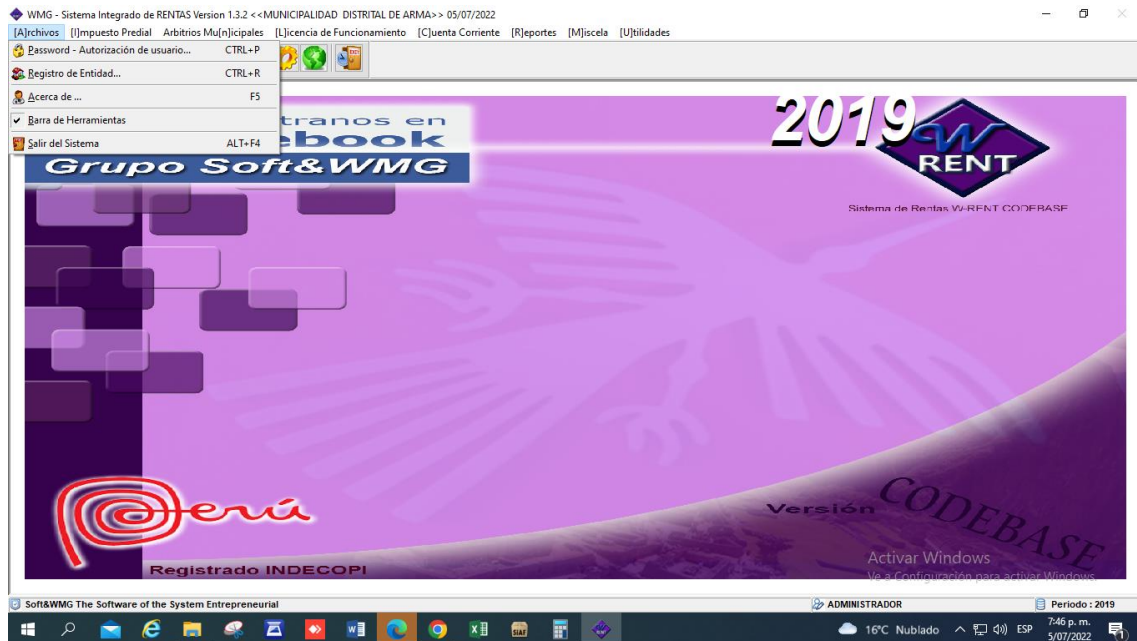 WMG - Sistema Integrado de RENTAS Version 1.3.2 <<MUNICIPALIDAD DISTRITAL DE ARMA>> 05/07/2022
[A]rchivos [I]mpuesto Predial Arbitrios Mu[n]icipales [L]icencia de Funcionamiento [C]uenta Corriente [R]eportes [M]iscela [U]tilidades
Password - Autorización de usuario... CTRL+P
Registro de Entidad... CTRL+R
Acerca de ... F5
Barra de Herramientas
Salir del Sistema ALT+F4
tranos en
ebook
Grupo Soft&WMG
2019
W
RENT
Sistema de Rentas W-RENT CODEBASE
Perú
Registrado INDECOPI
Versión CODEBASE
Activar Windows
Ve a Configuración para activar Windows.
Soft&WMG The Software of the System Entrepreneurial ADMINISTRADOR Periodo : 2019
SIAF
16°C Nublado ESP 7:46 p. m.
5/07/2022